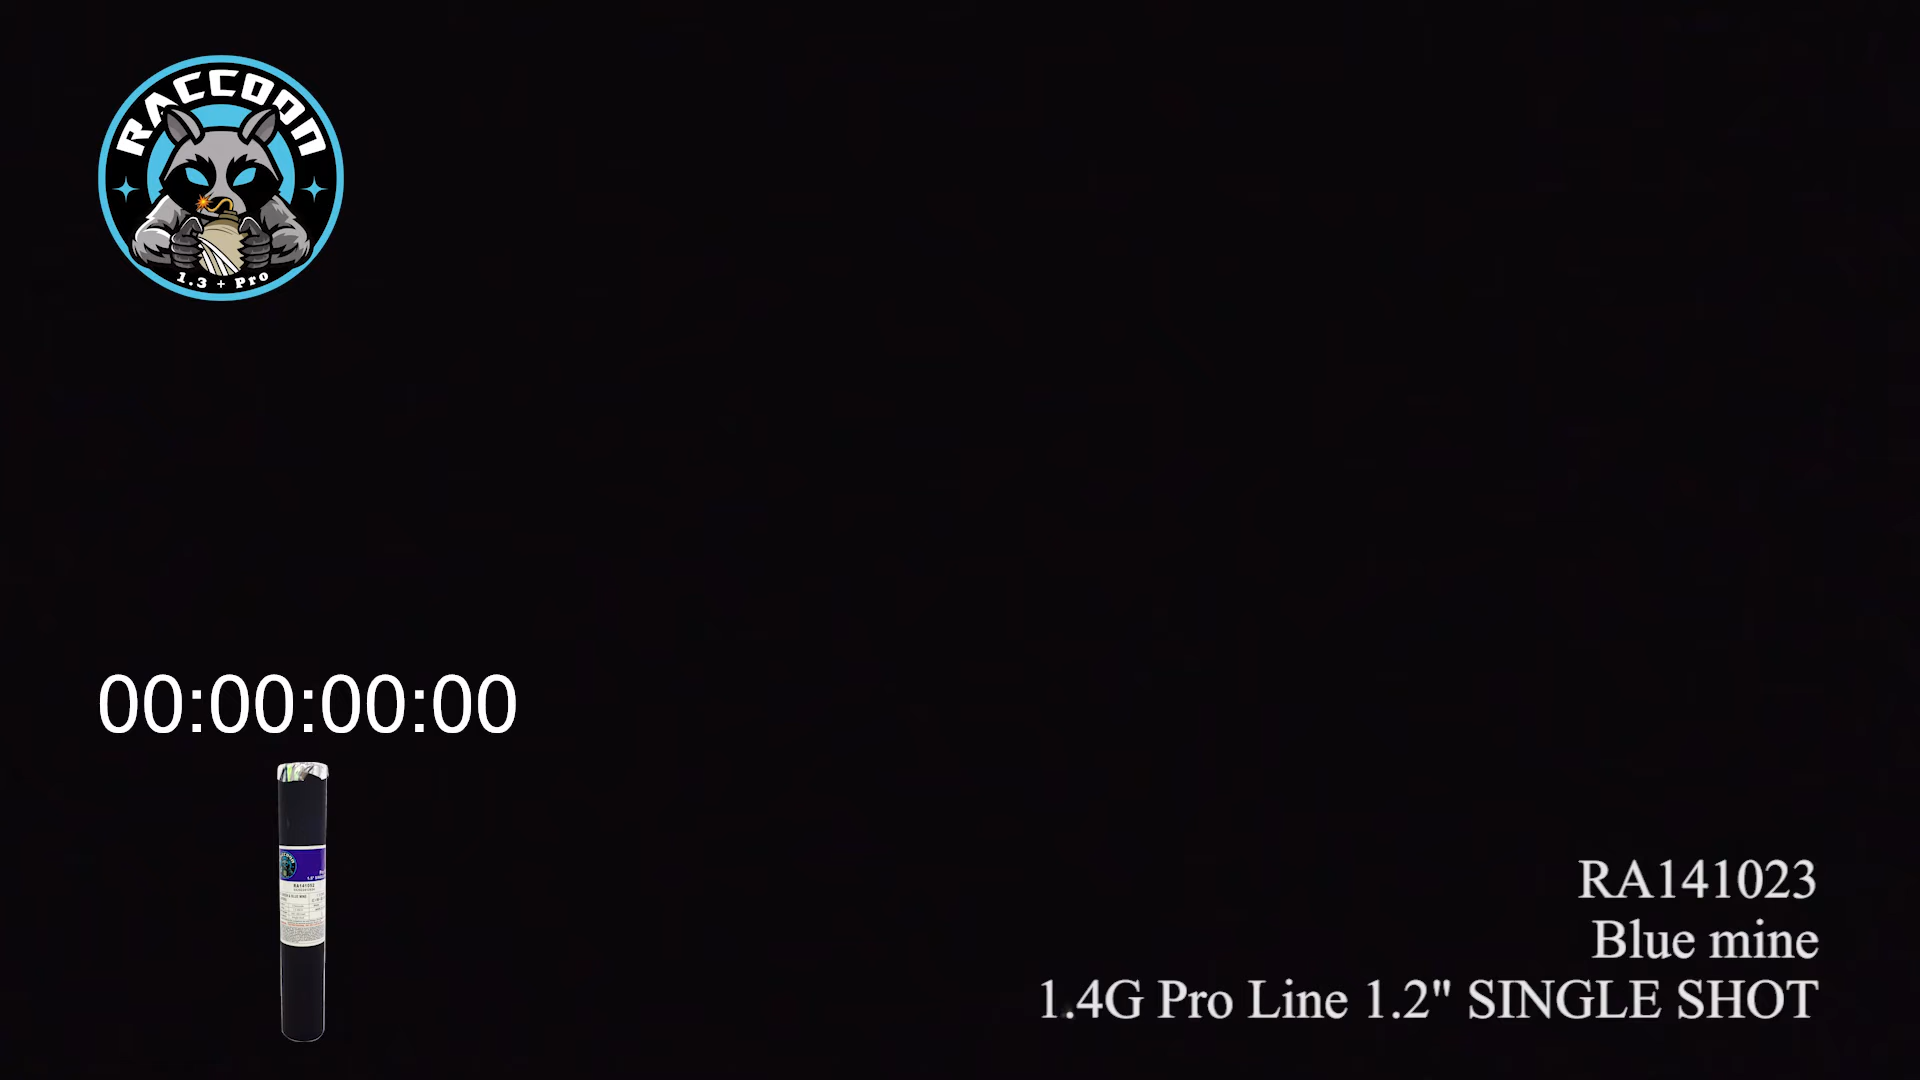 RACCOON
1.3 + Pro
00:00:00:00
RA141023
Blue mine
1.4G Pro Line 1.2" SINGLE SHOT